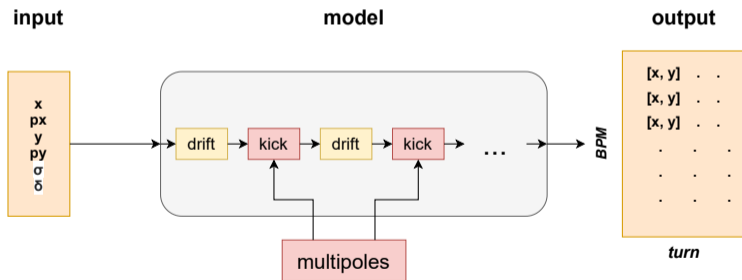 input
model
output
x
px
y
py
σ
δ
drift
kick
drift
kick
...
multipoles
BPM
[x, y] . .
[x, y] . .
[x, y] . .
. . .
. . .
. . .
turn